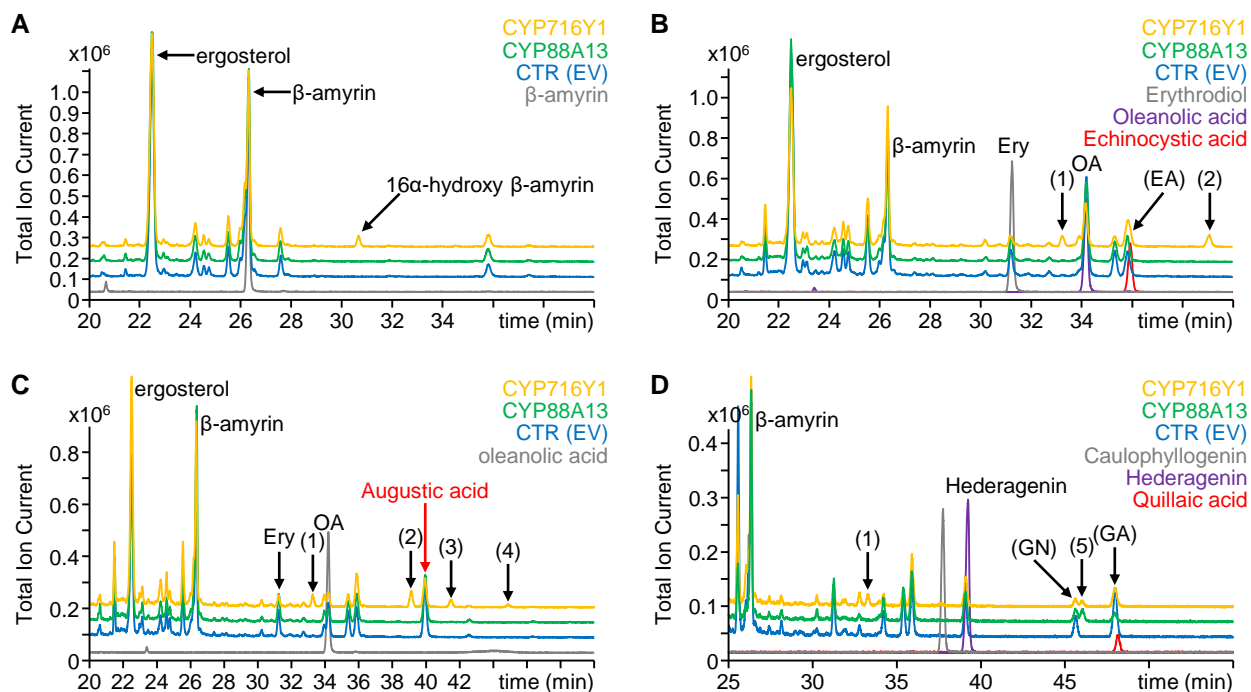 A
x10⁶
ergosterol
β-amyrin
16α-hydroxy β-amyrin
CYP716Y1
CYP88A13
CTR (EV)
β-amyrin
Total Ion Current
1.0
0.9
0.8
0.7
0.6
0.5
0.4
0.3
0.2
0.1
0
20 22 24 26 30 32 34 time (min)
B
x10⁶
ergosterol
β-amyrin
Ery
(1)
OA
(EA)
(2)
CYP716Y1
CYP88A13
CTR (EV)
Erythrodiol
Oleanolic acid
Echinocystic acid
Total Ion Current
1.0
0.8
0.6
0.4
0.2
0
20 22 24 26 30 32 34 time (min)
C
x10⁶
ergosterol
β-amyrin
Ery
(1)
OA
Augustic acid
(2)
(3)
(4)
CYP716Y1
CYP88A13
CTR (EV)
oleanolic acid
Total Ion Current
0.8
0.6
0.4
0.2
0
20 22 24 26 30 32 34 36 38 40 42 time (min)
D
x10⁶
β-amyrin
(1)
Hederagenin
(GN)
(5)
(GA)
CYP716Y1
CYP88A13
CTR (EV)
Caulophyllogenin
Hederagenin
Quillaic acid
Total Ion Current
0.4
0.3
0.2
0.1
0
25 30 35 40 45 time (min)